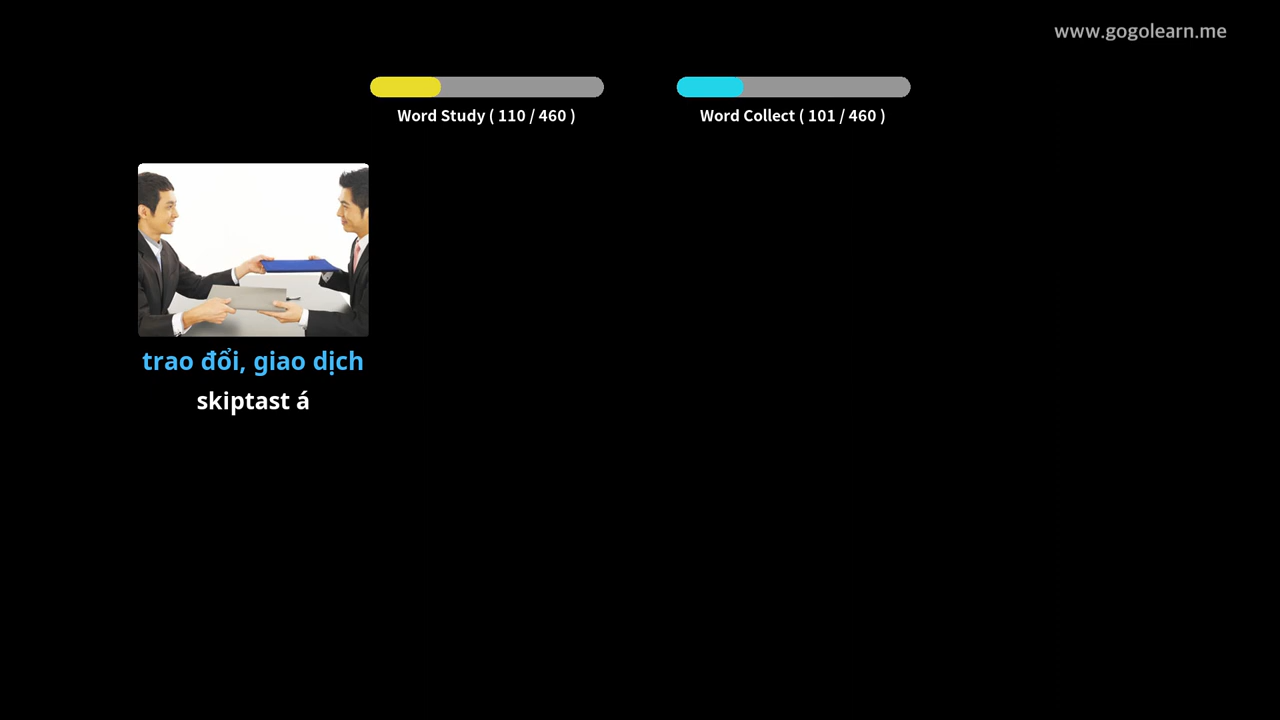 www.gogolearn.me
Word Study ( 110 / 460 )
Word Collect ( 101 / 460 )
trao đổi, giao dịch
skiptast á